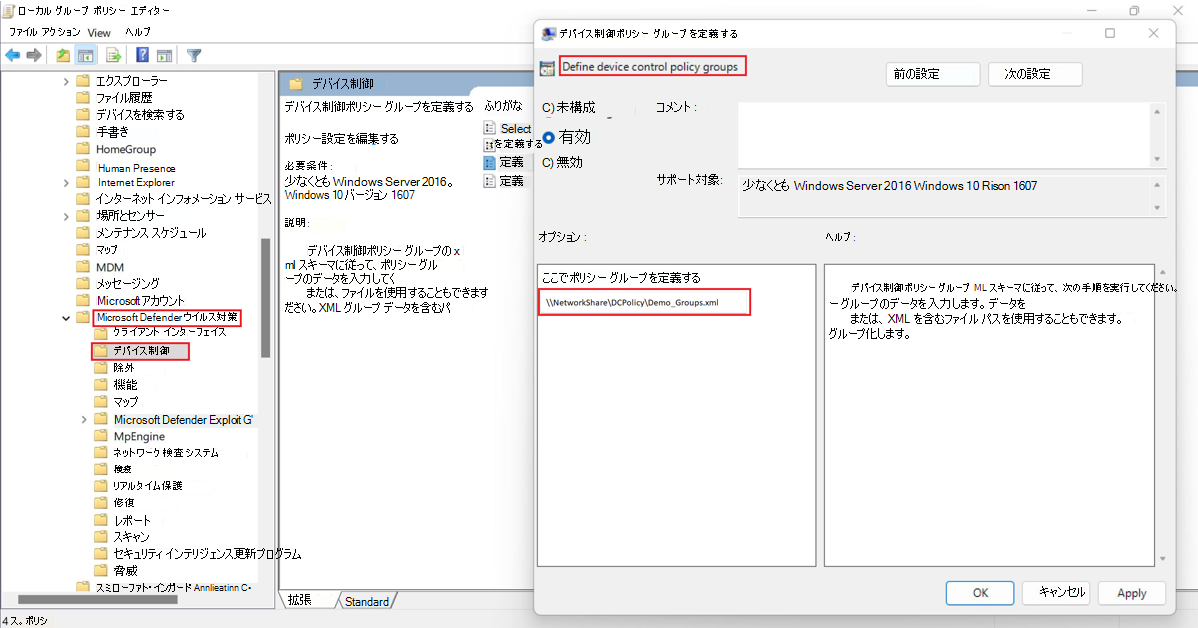 ローカル グループ ポリシー エディター
ファイル アクション View ヘルプ
エクスプローラー
ファイル履歴
デバイスを検索する
手書き
HomeGroup
Human Presence
Internet Explorer
インターネット インフォメーション サービス
場所とセンサー
メンテナンス スケジュール
マップ
MDM
メッセージング
Microsoft アカウント
Microsoft Defender ウイルス対策
クライアント インターフェイス
デバイス制御
除外
機能
マップ
Microsoft Defender Exploit G'
MpEngine
ネットワーク検査システム
検疫
リアルタイム保護
修復
レポート
スキャン
セキュリティ インテリジェンス更新プログラム
脅威
スミローファト・インガード Annlieatinn C・
4 ス。ポリシ
デバイス制御
デバイス制御ポリシー グループを定義する
ポリシー設定を編集する
必要条件:
少なくとも Windows Server 2016。
Windows 10 バージョン 1607
説明:
デバイス制御ポリシー グループの x
ml スキーマに従って、ポリシー グル
ープのデータを入力してく
または、ファイルを使用することもできます
ださい。XML グループ データを含むパ
ふりがな
Select
を定義する
定義
定義
拡張
Standard
デバイス制御ポリシー グループを定義する
Define device control policy groups
前の設定
次の設定
C) 未構成
コメント:
有効
C) 無効
サポート対象:
少なくとも Windows Server 2016 Windows 10 Rison 1607
オプション:
ヘルプ:
ここでポリシー グループを定義する
\\NetworkShare\DCPolicy\Demo_Groups.xml
デバイス制御ポリシー グループ ML スキーマに従って、次の手順を実行してください。
ーグループのデータを入力します。データを
または、XML を含むファイル パスを使用することもできます。
グループ化します。
OK
キャンセル
Apply